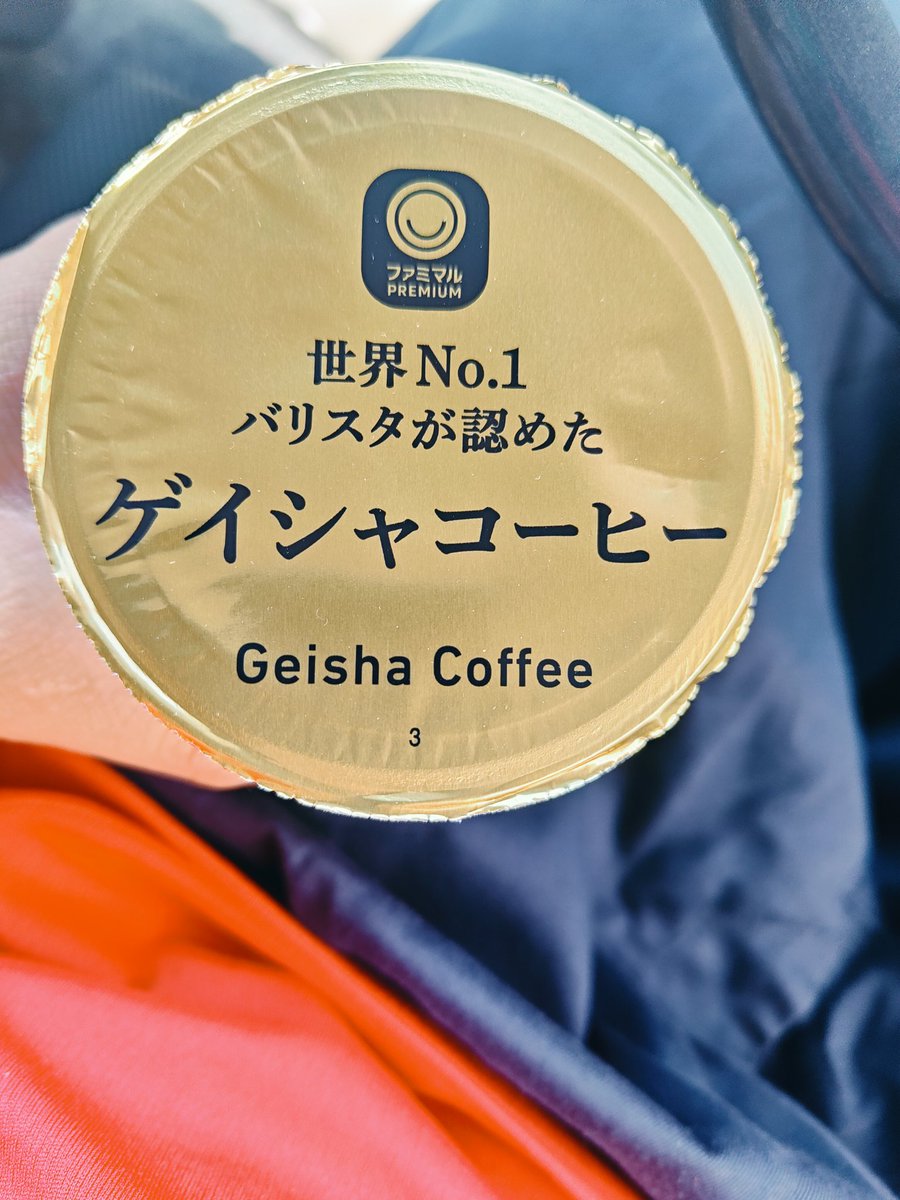 ファミマル
PREMIUM
世界No.1
バリスタが認めた
ゲイシャコーヒー
Geisha Coffee
3